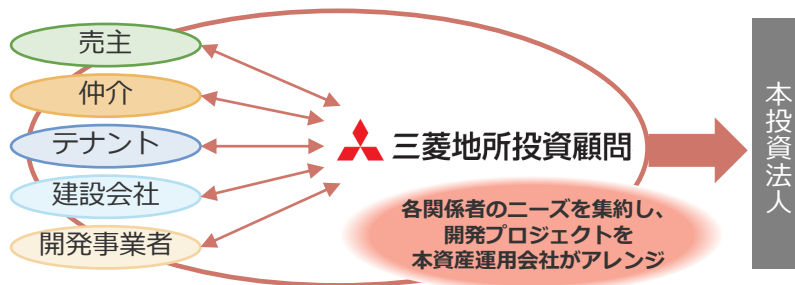 売主
仲介
テナント
建設会社
開発事業者
三菱地所投資顧問
各関係者のニーズを集約し、
開発プロジェクトを
本資産運用会社がアレンジ
本投資法人